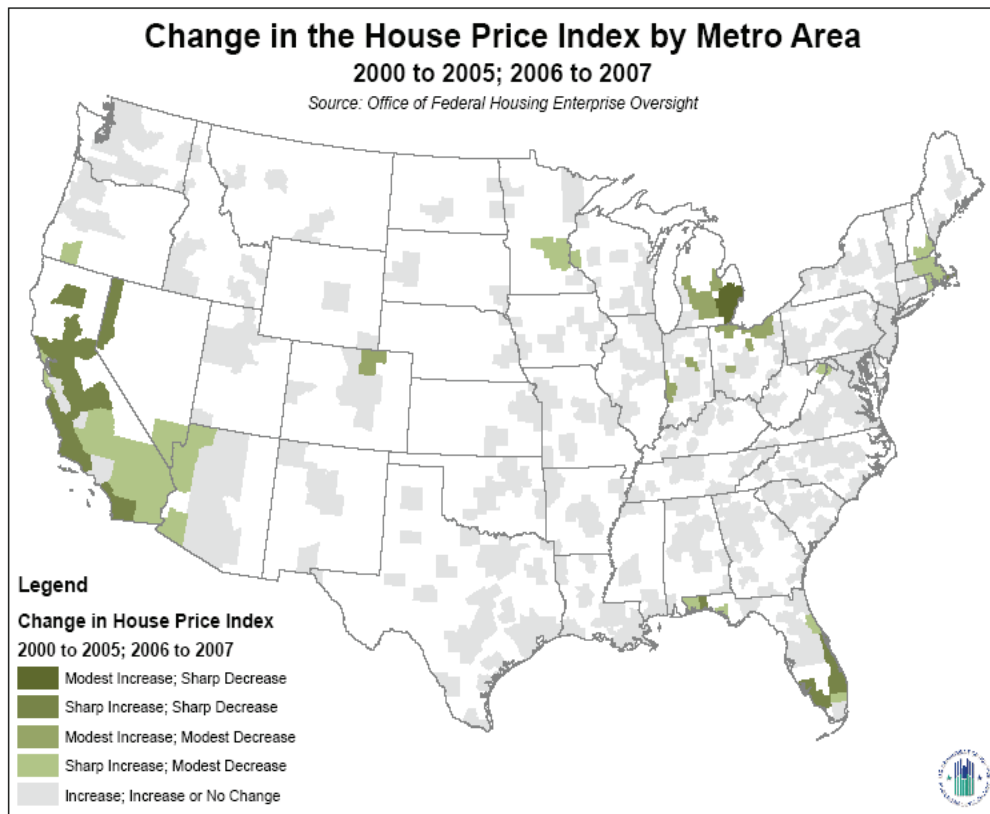 Change in the House Price Index by Metro Area
2000 to 2005; 2006 to 2007
Source: Office of Federal Housing Enterprise Oversight
Legend
Change in House Price Index
2000 to 2005; 2006 to 2007
Modest Increase; Sharp Decrease
Sharp Increase; Sharp Decrease
Modest Increase; Modest Decrease
Sharp Increase; Modest Decrease
Increase; Increase or No Change